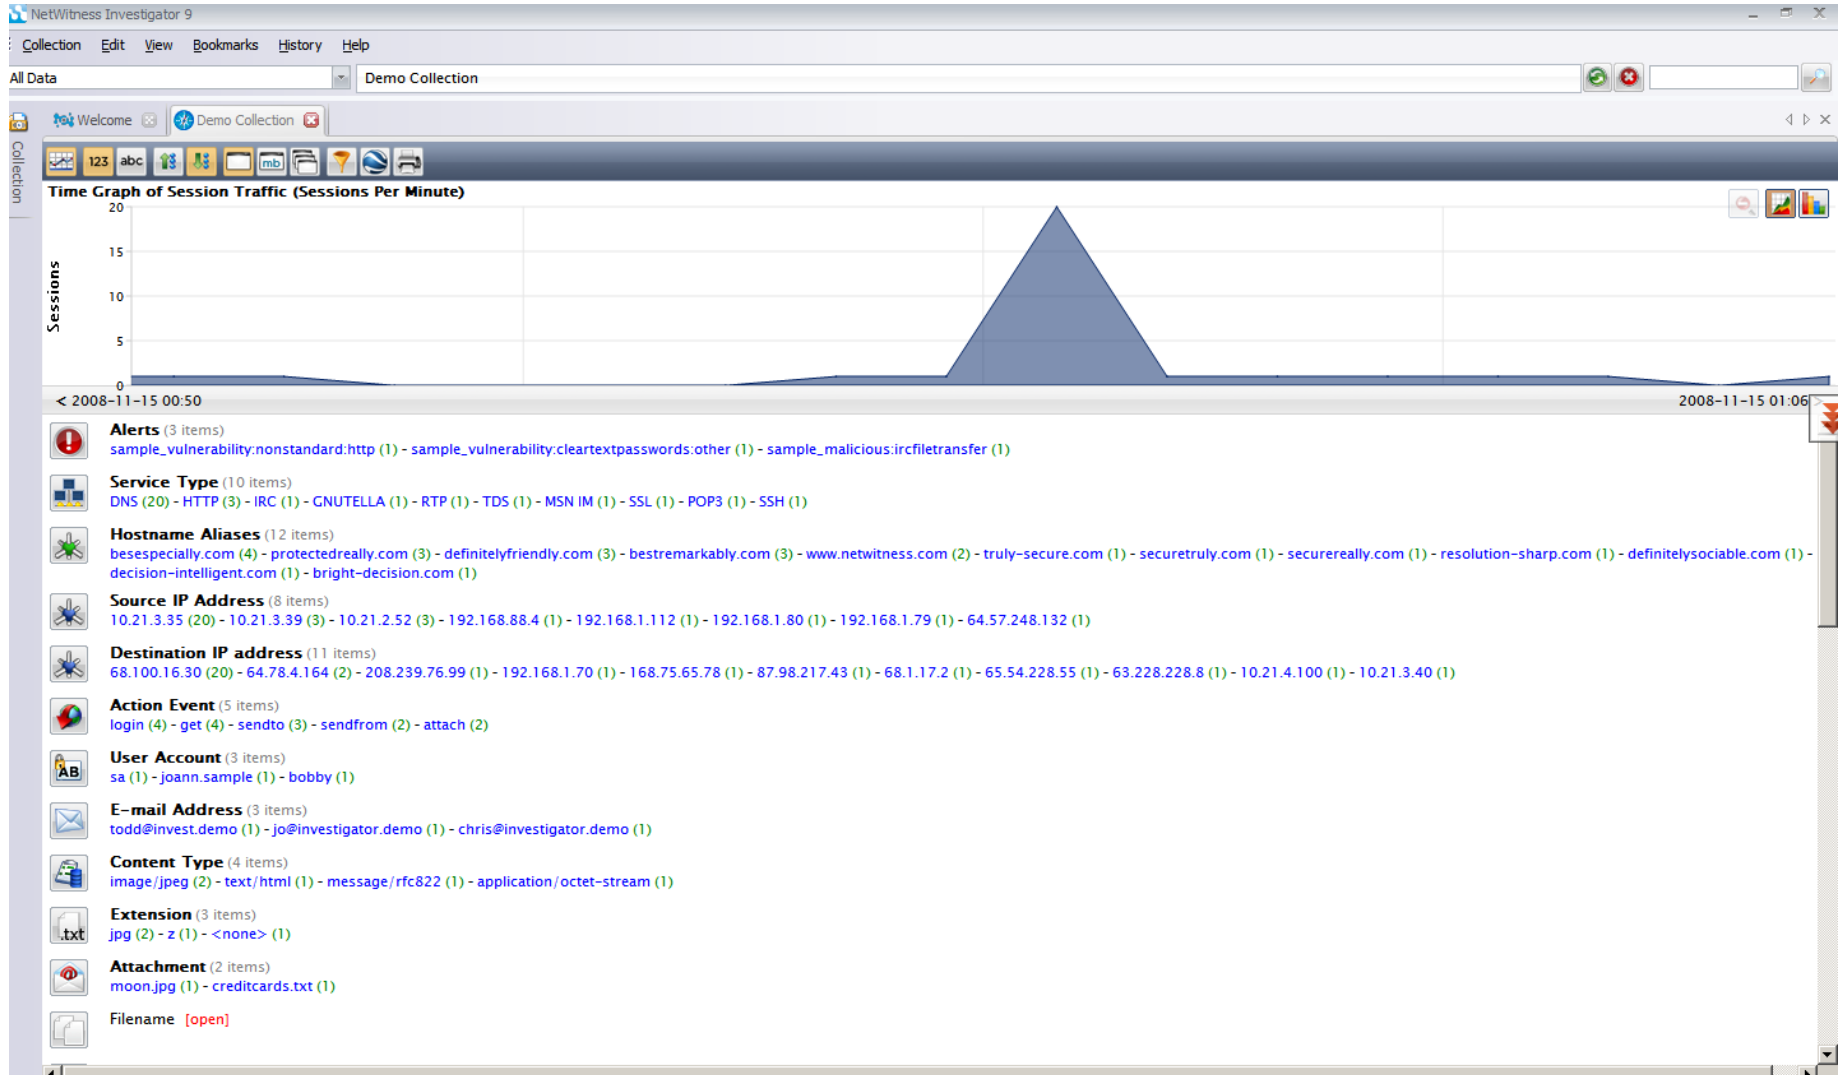 NetWitness Investigator 9
Collection Edit View Bookmarks History Help
All Data Demo Collection
Welcome Demo Collection
Collection
123 abc mb
Time Graph of Session Traffic (Sessions Per Minute)
20
15
10
5
0
Sessions
< 2008-11-15 00:50 2008-11-15 01:06 >
Alerts (3 items)
sample_vulnerability:nonstandard:http (1) - sample_vulnerability:cleartextpasswords:other (1) - sample_malicious:ircfiletransfer (1)
Service Type (10 items)
DNS (20) - HTTP (3) - IRC (1) - GNUTELLA (1) - RTP (1) - TDS (1) - MSN IM (1) - SSL (1) - POP3 (1) - SSH (1)
Hostname Aliases (12 items)
besespecially.com (4) - protectedreally.com (3) - definitelyfriendly.com (3) - bestremarkably.com (3) - www.netwitness.com (2) - truly-secure.com (1) - securetruly.com (1) - securereally.com (1) - resolution-sharp.com (1) - definitelysociable.com (1) -
decision-intelligent.com (1) - bright-decision.com (1)
Source IP Address (8 items)
10.21.3.35 (20) - 10.21.3.39 (3) - 10.21.2.52 (3) - 192.168.88.4 (1) - 192.168.1.112 (1) - 192.168.1.80 (1) - 192.168.1.79 (1) - 64.57.248.132 (1)
Destination IP address (11 items)
68.100.16.30 (20) - 64.78.4.164 (2) - 208.239.76.99 (1) - 192.168.1.70 (1) - 168.75.65.78 (1) - 87.98.217.43 (1) - 68.1.17.2 (1) - 65.54.228.55 (1) - 63.228.228.8 (1) - 10.21.4.100 (1) - 10.21.3.40 (1)
Action Event (5 items)
login (4) - get (4) - sendto (3) - sendfrom (2) - attach (2)
AB
User Account (3 items)
sa (1) - joann.sample (1) - bobby (1)
E-mail Address (3 items)
todd@invest.demo (1) - jo@investigator.demo (1) - chris@investigator.demo (1)
Content Type (4 items)
image/jpeg (2) - text/html (1) - message/rfc822 (1) - application/octet-stream (1)
.txt
Extension (3 items)
jpg (2) - z (1) - <none> (1)
Attachment (2 items)
moon.jpg (1) - creditcards.txt (1)
Filename [open]